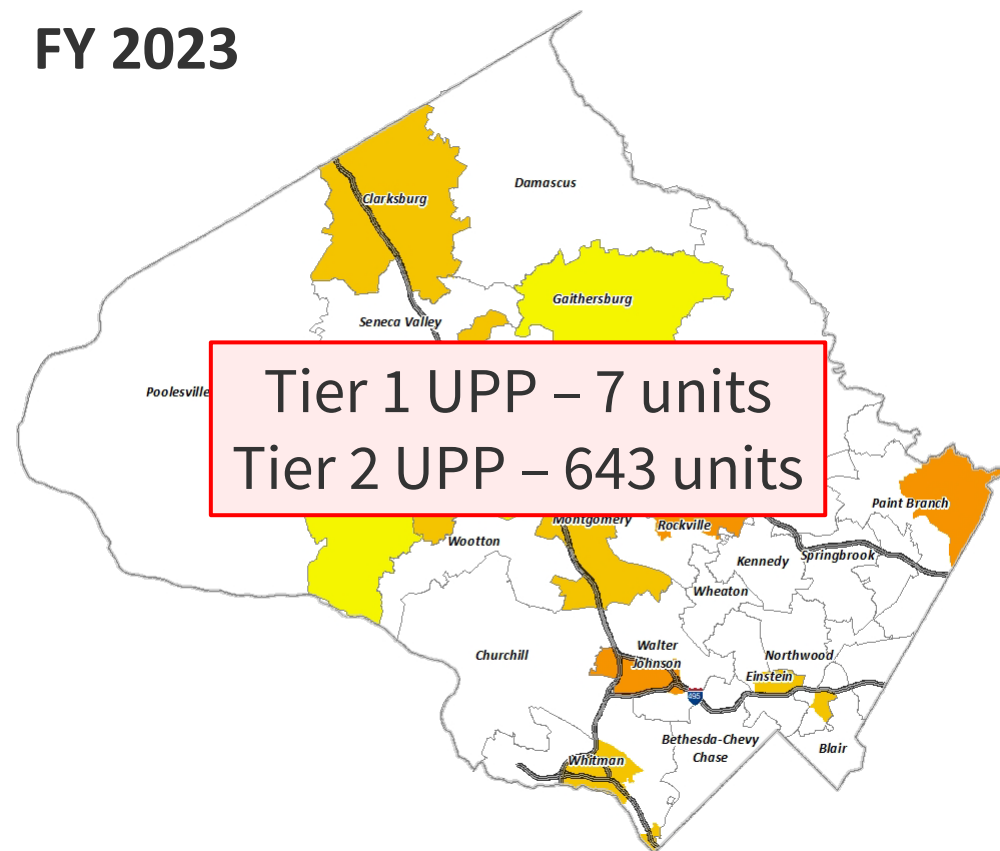 FY 2023
Damascus
Clarksburg
Gaithersburg
Seneca Valley
Poolesville
Tier 1 UPP – 7 units
Tier 2 UPP – 643 units
Paint Branch
Montgomery
Rockville
Wootton
Springbrook
Kennedy
Wheaton
Churchill
Walter
Johnson
Northwood
Einstein
495
Bethesda-Chevy
Chase
Blair
Whitman